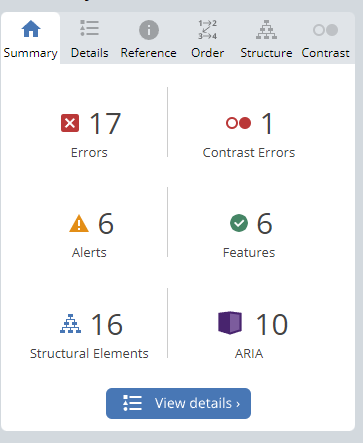 Summary Details Reference Order Structure Contrast
17 1
Errors Contrast Errors
6 6
Alerts Features
16 10
Structural Elements ARIA
View details ›